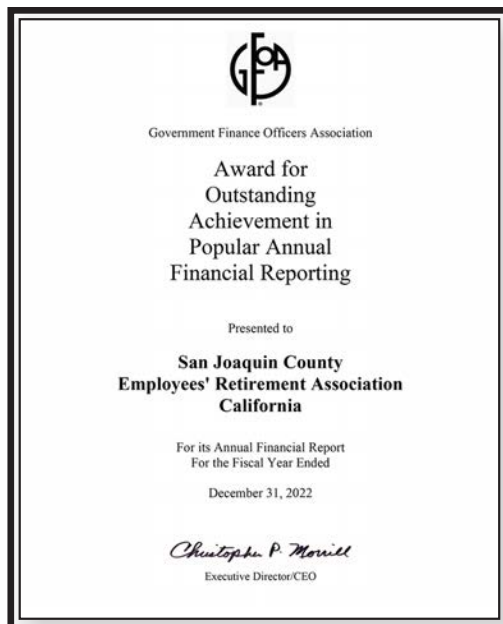 GFOA
Government Finance Officers Association
Award for
Outstanding
Achievement in
Popular Annual
Financial Reporting
Presented to
San Joaquin County
Employees' Retirement Association
California
For its Annual Financial Report
For the Fiscal Year Ended
December 31, 2022
Christopher P. Morrill
Executive Director/CEO